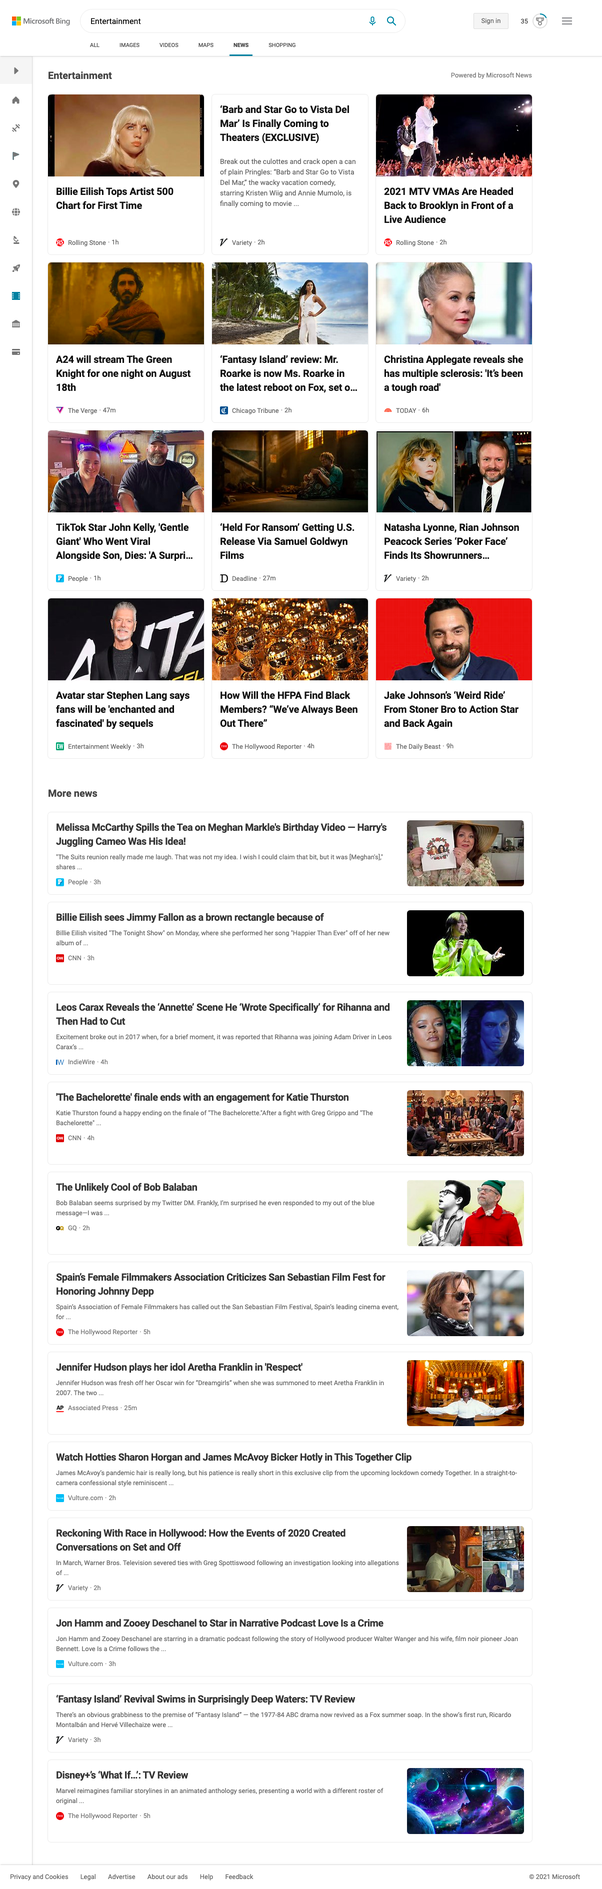 Microsoft Bing
Entertainment
Sign in
35
ALL
IMAGES
VIDEOS
MAPS
NEWS
SHOPPING
Entertainment
Powered by Microsoft News
Billie Eilish Tops Artist 500
Chart for First Time
Rolling Stone · 1h
‘Barb and Star Go to Vista Del
Mar’ Is Finally Coming to
Theaters (EXCLUSIVE)
Break out the culottes and crack open a can
of plain Pringles: “Barb and Star Go to Vista
Del Mar,” the wacky vacation comedy,
starring Kristen Wiig and Annie Mumolo, is
finally coming to movie ...
Variety · 2h
2021 MTV VMAs Are Headed
Back to Brooklyn in Front of a
Live Audience
Rolling Stone · 2h
A24 will stream The Green
Knight for one night on August
18th
The Verge · 47m
‘Fantasy Island’ review: Mr.
Roarke is now Ms. Roarke in
the latest reboot on Fox, set o...
Chicago Tribune · 2h
Christina Applegate reveals she
has multiple sclerosis: 'It's been
a tough road'
TODAY · 6h
TikTok Star John Kelly, 'Gentle
Giant' Who Went Viral
Alongside Son, Dies: 'A Surpri...
People · 1h
‘Held For Ransom’ Getting U.S.
Release Via Samuel Goldwyn
Films
Deadline · 27m
Natasha Lyonne, Rian Johnson
Peacock Series ‘Poker Face’
Finds Its Showrunners...
Variety · 2h
Avatar star Stephen Lang says
fans will be 'enchanted and
fascinated' by sequels
Entertainment Weekly · 3h
How Will the HFPA Find Black
Members? “We’ve Always Been
Out There”
The Hollywood Reporter · 4h
Jake Johnson’s ‘Weird Ride’
From Stoner Bro to Action Star
and Back Again
The Daily Beast · 9h
More news
Melissa McCarthy Spills the Tea on Meghan Markle's Birthday Video — Harry's
Juggling Cameo Was His Idea!
"The Suits reunion really made me laugh. That was not my idea. I wish I could claim that bit, but it was [Meghan's],"
shares ...
People · 3h
Billie Eilish sees Jimmy Fallon as a brown rectangle because of
Billie Eilish visited "The Tonight Show" on Monday, where she performed her song "Happier Than Ever" off of her new
album of ...
CNN · 3h
Leos Carax Reveals the ‘Annette’ Scene He ‘Wrote Specifically’ for Rihanna and
Then Had to Cut
Excitement broke out in 2017 when, for a brief moment, it was reported that Rihanna was joining Adam Driver in Leos
Carax's ...
IndieWire · 4h
'The Bachelorette' finale ends with an engagement for Katie Thurston
Katie Thurston found a happy ending on the finale of "The Bachelorette."After a fight with Greg Grippo and "The
Bachelorette" ...
CNN · 4h
The Unlikely Cool of Bob Balaban
Bob Balaban seems surprised by my Twitter DM. Frankly, I'm surprised he even responded to my out of the blue
message—I was ...
GQ · 2h
Spain’s Female Filmmakers Association Criticizes San Sebastian Film Fest for
Honoring Johnny Depp
Spain's Association of Female Filmmakers has called out the San Sebastian Film Festival, Spain's leading cinema event,
for ...
The Hollywood Reporter · 5h
Jennifer Hudson plays her idol Aretha Franklin in 'Respect'
Jennifer Hudson was fresh off her Oscar win for “Dreamgirls” when she was summoned to meet Aretha Franklin in
2007. The two ...
AP Associated Press · 25m
Watch Hotties Sharon Horgan and James McAvoy Bicker Hotly in This Together Clip
James McAvoy’s pandemic hair is really long, but his patience is really short in this exclusive clip from the upcoming lockdown comedy Together. In a straight-to-
camera confessional style reminiscent ...
Vulture.com · 2h
Reckoning With Race in Hollywood: How the Events of 2020 Created
Conversations on Set and Off
In March, Warner Bros. Television severed ties with Greg Spottiswood following an investigation looking into allegations
of ...
Variety · 2h
Jon Hamm and Zooey Deschanel to Star in Narrative Podcast Love Is a Crime
Jon Hamm and Zooey Deschanel are starring in a dramatic podcast following the story of Hollywood producer Walter Wanger and his wife, film noir pioneer Joan
Bennett. Love Is a Crime follows the ...
Vulture.com · 3h
‘Fantasy Island’ Revival Swims in Surprisingly Deep Waters: TV Review
There’s an obvious grabbiness to the premise of “Fantasy Island” — the 1977-84 ABC drama now revived as a Fox summer soap. In the show’s first run, Ricardo
Montalbán and Hervé Villechaize were ...
Variety · 3h
Disney+’s ‘What If…’: TV Review
Marvel reimagines familiar storylines in an animated anthology series, presenting a world with a different roster of
original ...
The Hollywood Reporter · 5h
Privacy and Cookies
Legal
Advertise
About our ads
Help
Feedback
© 2021 Microsoft